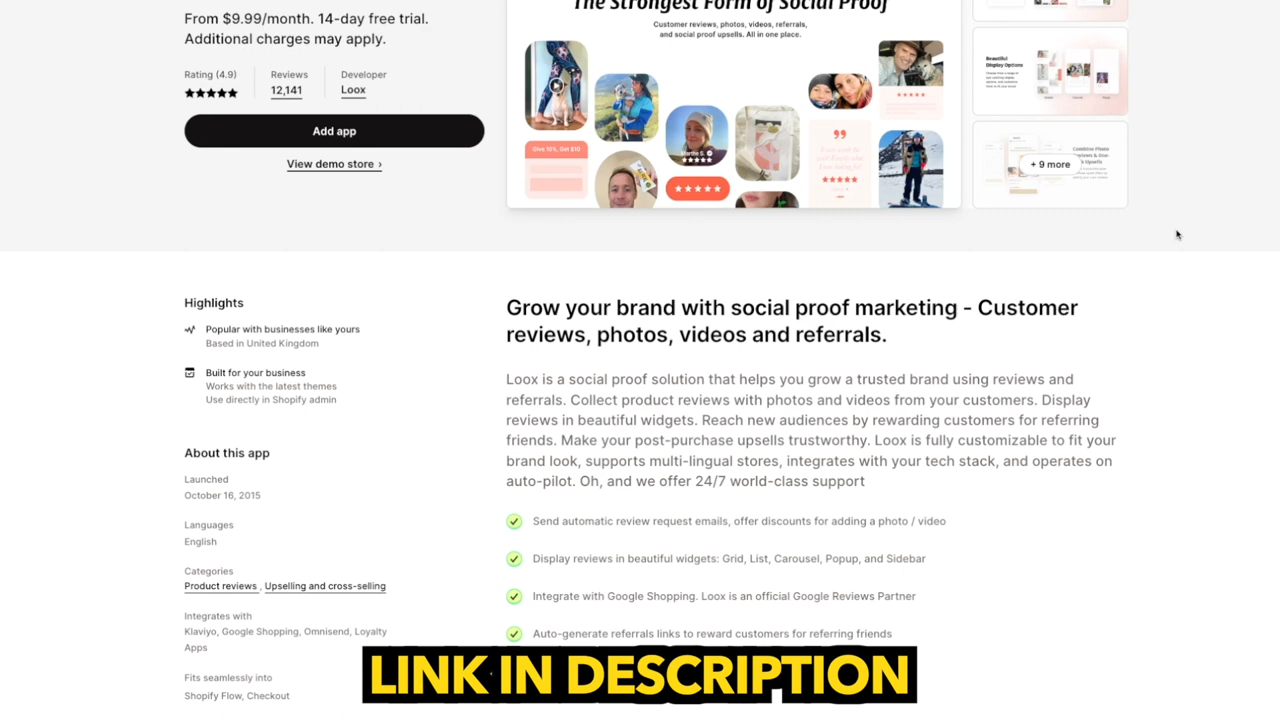 From $9.99/month. 14-day free trial.
Additional charges may apply.
Rating (4.9)
Reviews
12,141
Developer
Loox
Add app
View demo store ›
The Strongest Form of Social Proof
Customer reviews, photos, videos, referrals,
and social proof upsells. All in one place.
Give 10%, Get $10
Martha S.
Beautiful
Display Options
+ 9 more
Highlights
Popular with businesses like yours
Based in United Kingdom
Built for your business
Works with the latest themes
Use directly in Shopify admin
About this app
Launched
October 16, 2015
Languages
English
Categories
Product reviews , Upselling and cross-selling
Integrates with
Klaviyo, Google Shopping, Omnisend, Loyalty
Apps
Fits seamlessly into
Shopify Flow, Checkout
Grow your brand with social proof marketing - Customer
reviews, photos, videos and referrals.
Loox is a social proof solution that helps you grow a trusted brand using reviews and
referrals. Collect product reviews with photos and videos from your customers. Display
reviews in beautiful widgets. Reach new audiences by rewarding customers for referring
friends. Make your post-purchase upsells trustworthy. Loox is fully customizable to fit your
brand look, supports multi-lingual stores, integrates with your tech stack, and operates on
auto-pilot. Oh, and we offer 24/7 world-class support
Send automatic review request emails, offer discounts for adding a photo / video
Display reviews in beautiful widgets: Grid, List, Carousel, Popup, and Sidebar
Integrate with Google Shopping. Loox is an official Google Reviews Partner
Auto-generate referrals links to reward customers for referring friends
LINK IN DESCRIPTION